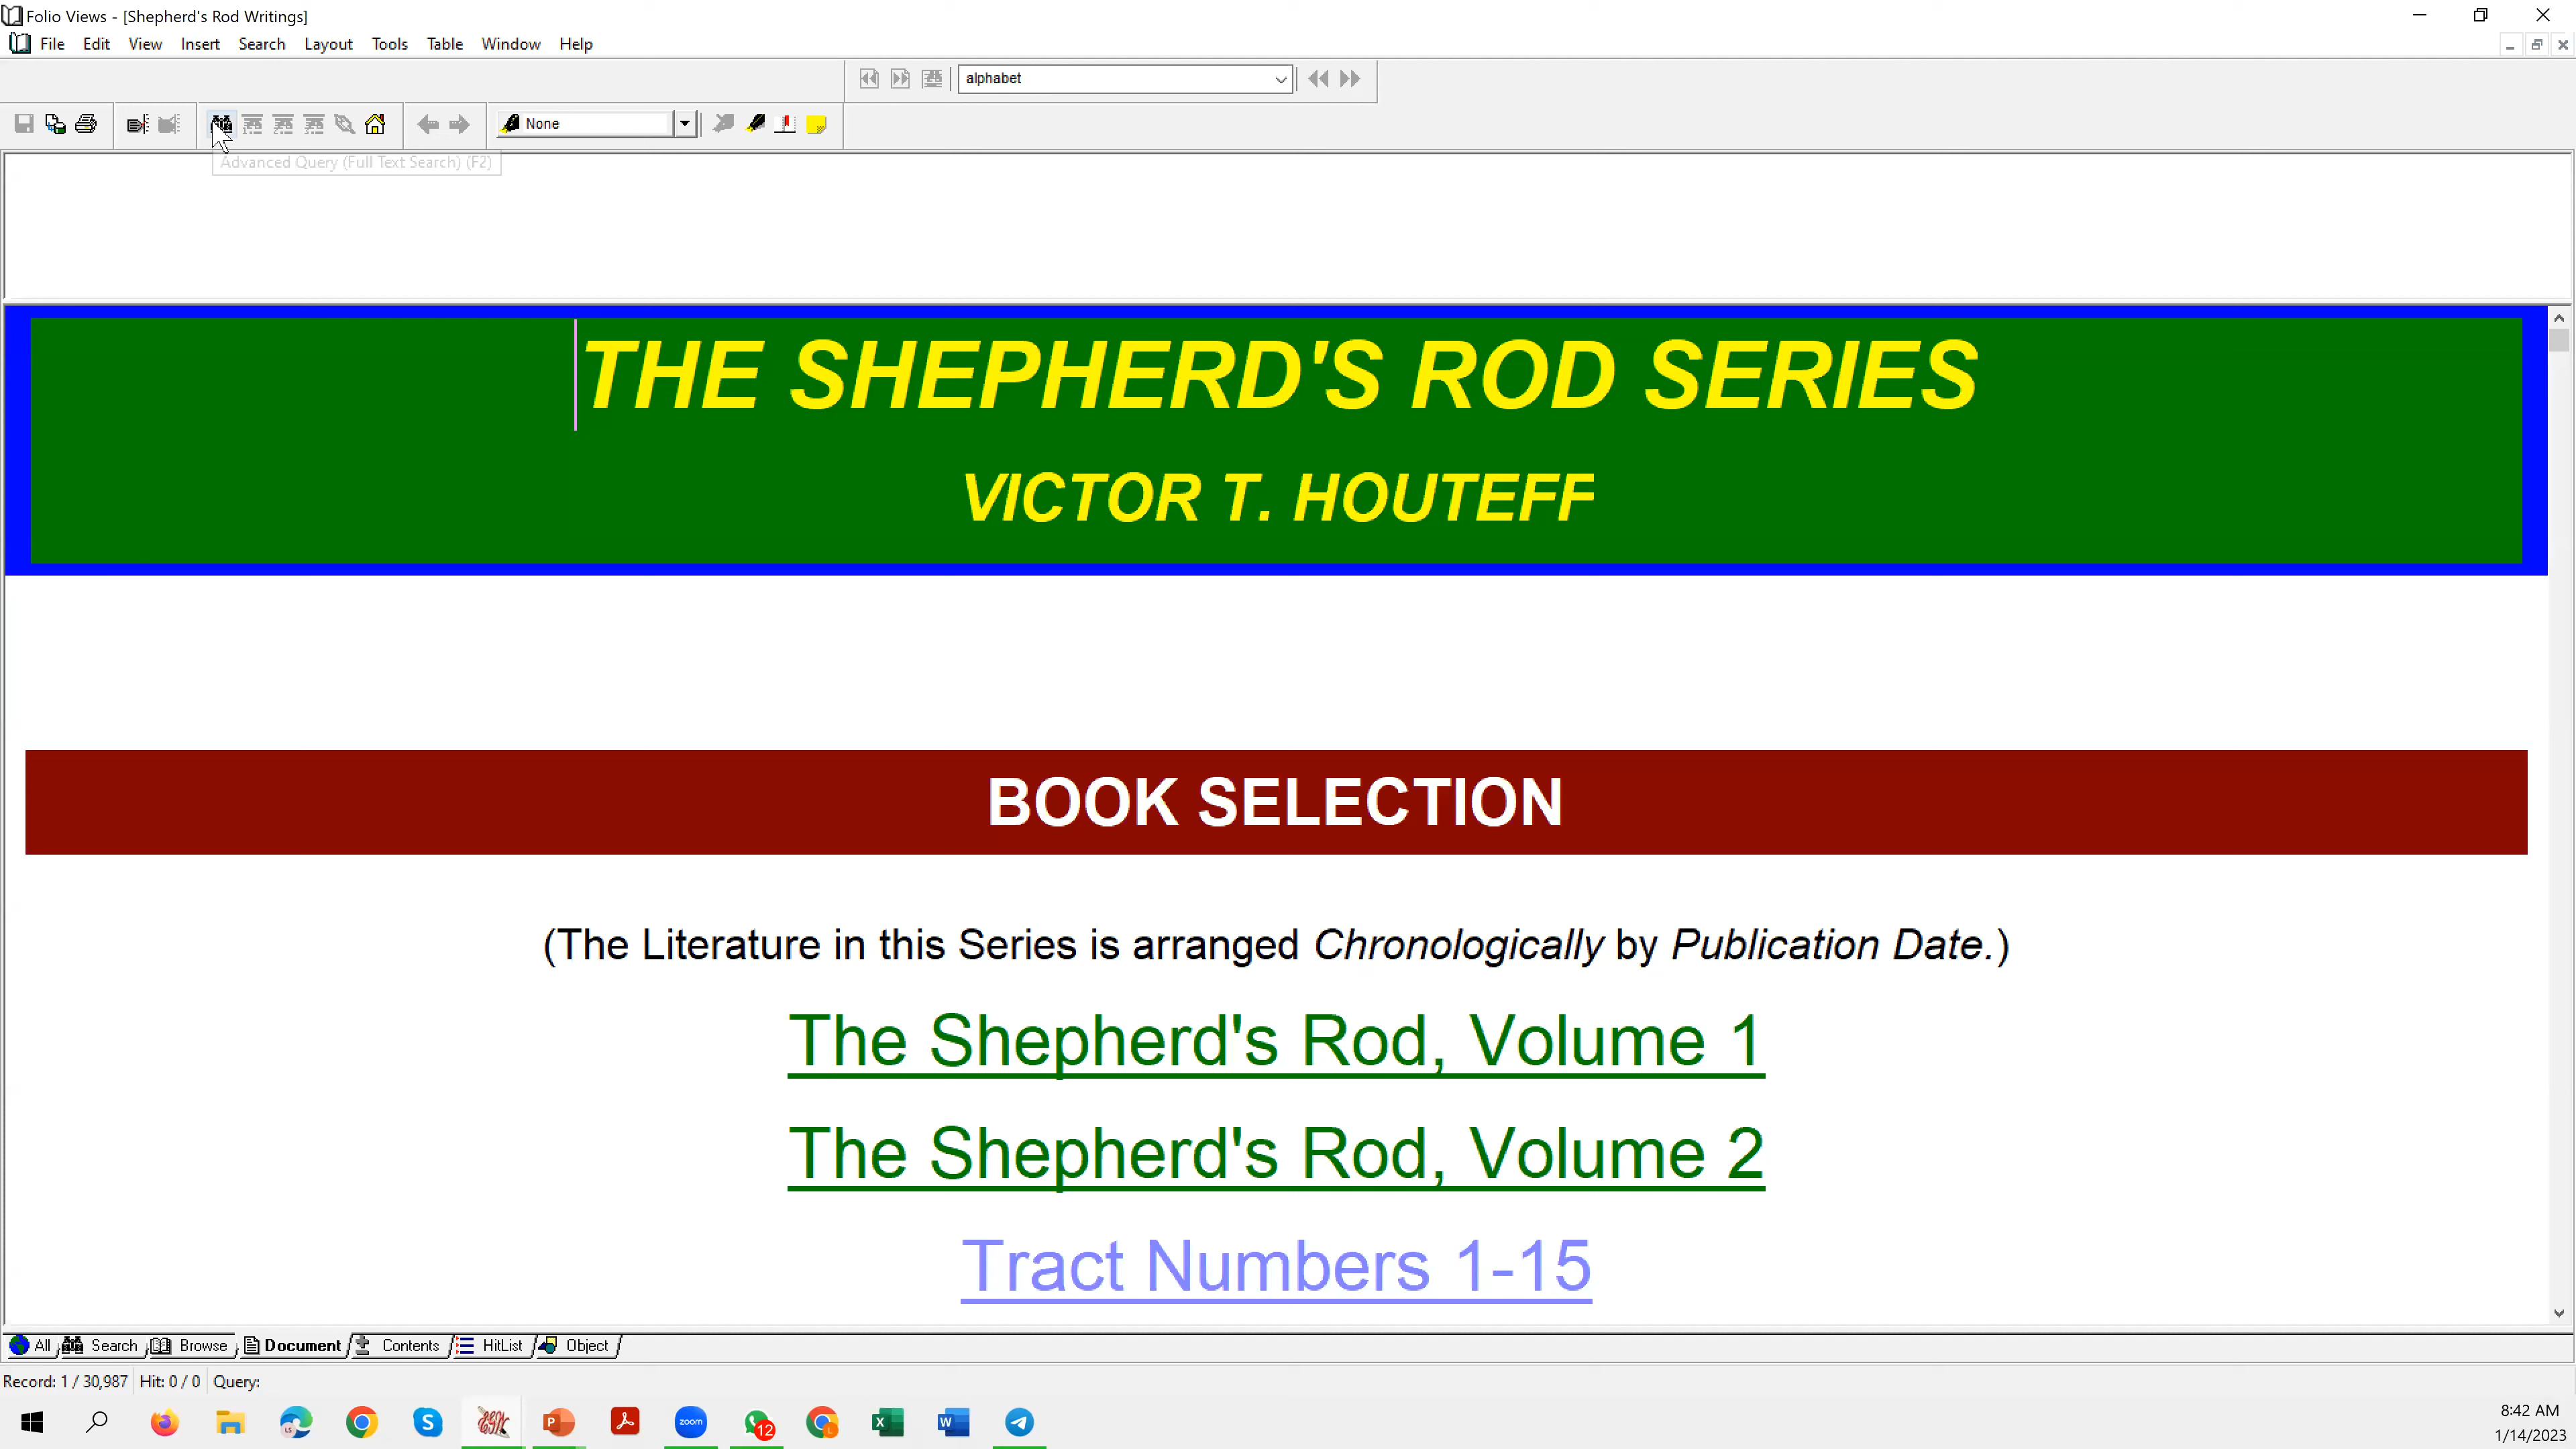 Folio Views - [Shepherd's Rod Writings]
File Edit View Insert Search Layout Tools Table Window Help
alphabet
None
Advanced Query (Full Text Search) (F2)
THE SHEPHERD'S ROD SERIES
VICTOR T. HOUTEFF
BOOK SELECTION
(The Literature in this Series is arranged Chronologically by Publication Date.)
The Shepherd's Rod, Volume 1
The Shepherd's Rod, Volume 2
Tract Numbers 1-15
All Search Browse Document Contents HitList Object
Record: 1 / 30,987 Hit: 0 / 0 Query:
LS S P zoom 12 L X W
8:42 AM
1/14/2023